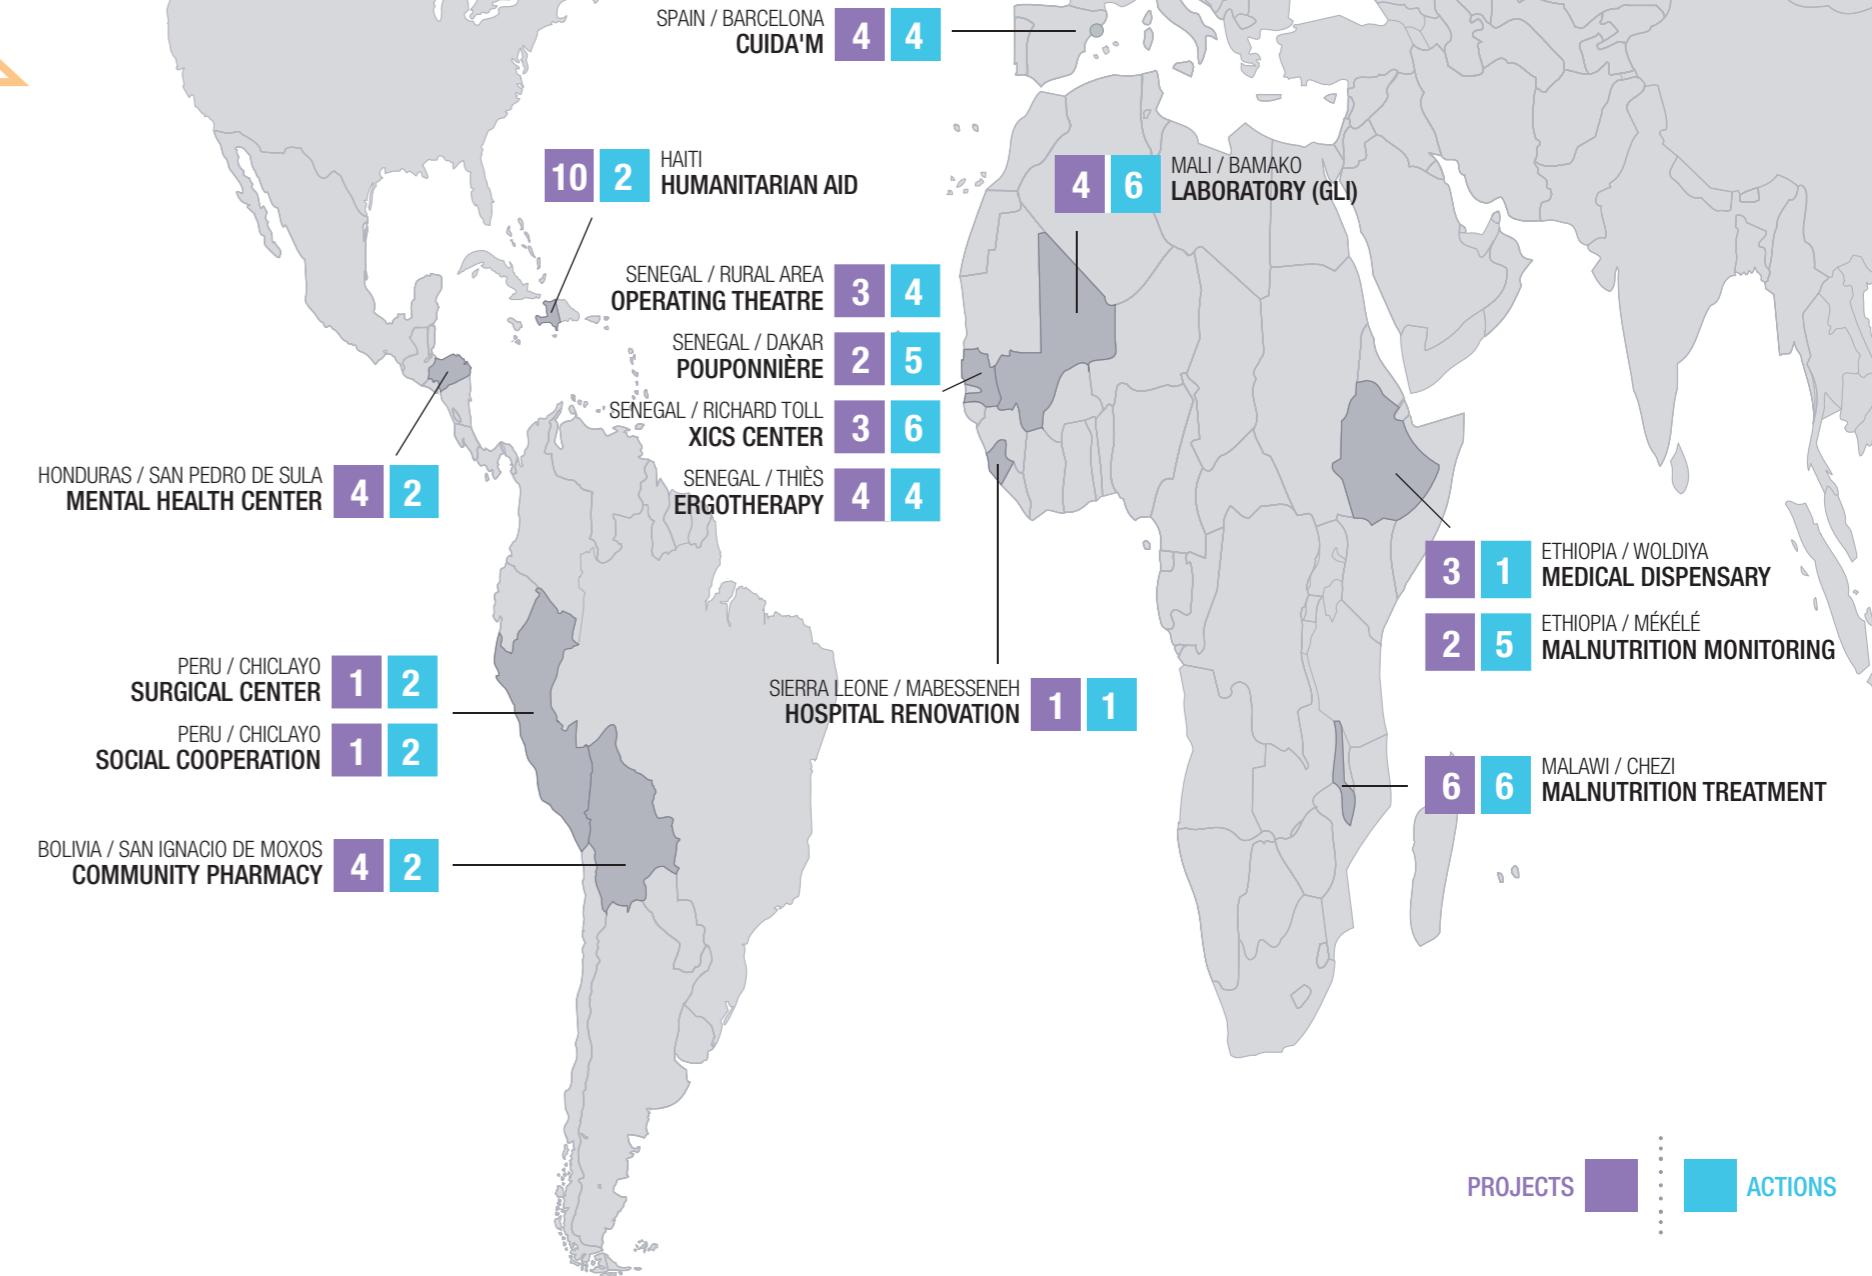 SPAIN / BARCELONA
CUIDA'M
4 4
HAITI
HUMANITARIAN AID
10 2
MALI / BAMAKO
LABORATORY (GLI)
4 6
SENEGAL / RURAL AREA
OPERATING THEATRE
3 4
SENEGAL / DAKAR
POUPONNIÈRE
2 5
SENEGAL / RICHARD TOLL
XICS CENTER
3 6
SENEGAL / THIÈS
ERGOTHERAPY
4 4
HONDURAS / SAN PEDRO DE SULA
MENTAL HEALTH CENTER
4 2
ETHIOPIA / WOLDIYA
MEDICAL DISPENSARY
3 1
ETHIOPIA / MÉKÉLÉ
MALNUTRITION MONITORING
2 5
PERU / CHICLAYO
SURGICAL CENTER
1 2
PERU / CHICLAYO
SOCIAL COOPERATION
1 2
SIERRA LEONE / MABESSENEH
HOSPITAL RENOVATION
1 1
MALAWI / CHEZI
MALNUTRITION TREATMENT
6 6
BOLIVIA / SAN IGNACIO DE MOXOS
COMMUNITY PHARMACY
4 2
PROJECTS
ACTIONS